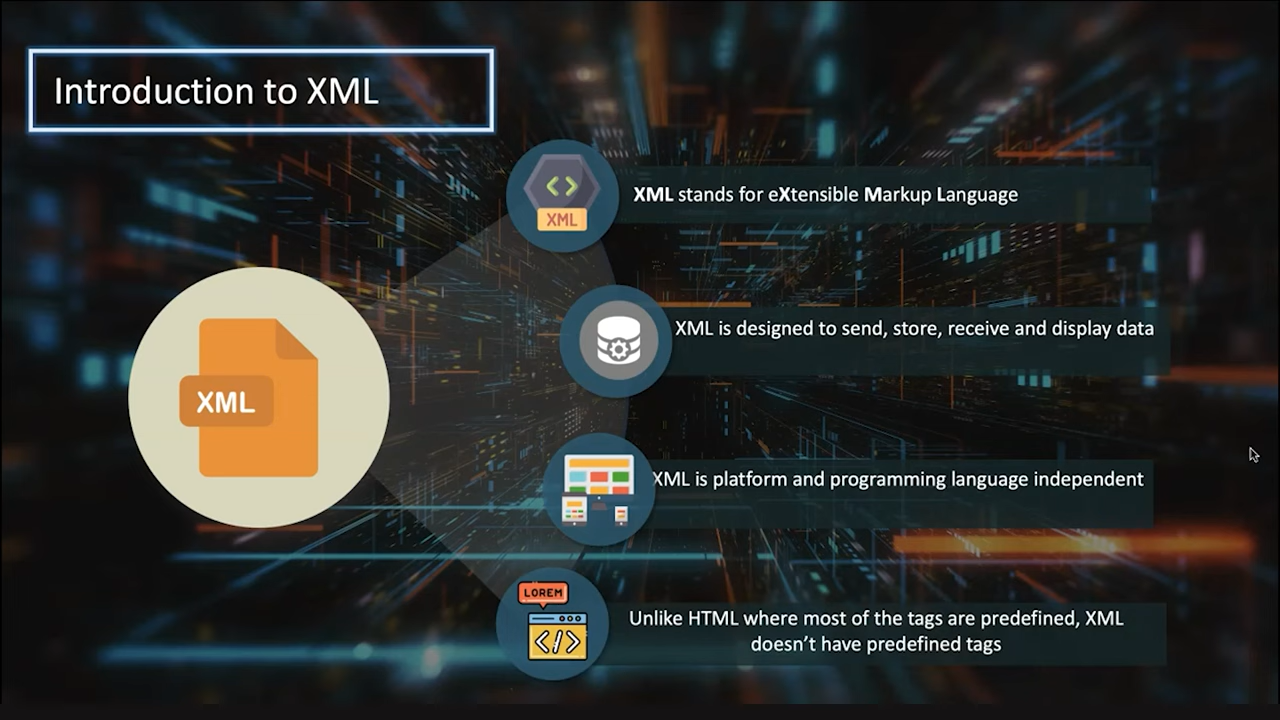 Introduction to XML
XML
XML stands for eXtensible Markup Language
XML
XML is designed to send, store, receive and display data
XML is platform and programming language independent
LOREM
</>
Unlike HTML where most of the tags are predefined, XML
doesn't have predefined tags